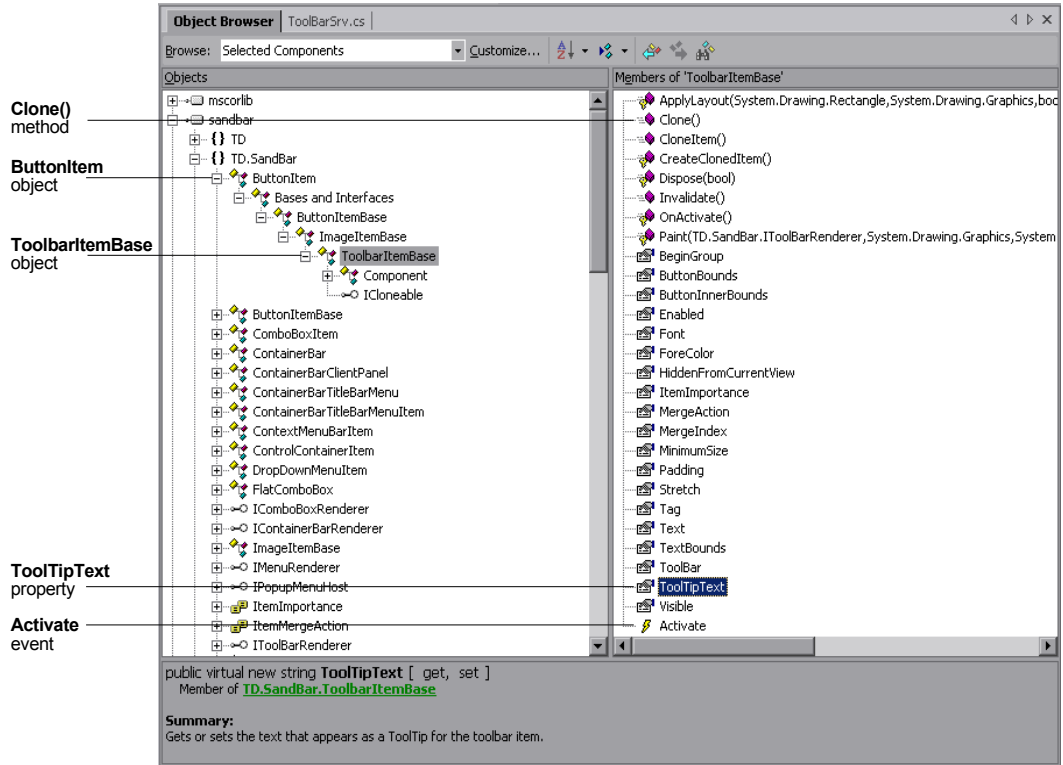 Object Browser
ToolBarSrv.cs
Browse:
Selected Components
Customize...
Objects
Members of 'ToolbarItemBase'
mscorlib
sandbar
{} TD
{} TD.SandBar
ButtonItem
Bases and Interfaces
ButtonItemBase
ImageItemBase
ToolbarItemBase
Component
ICloneable
ButtonItemBase
ComboBoxItem
ContainerBar
ContainerBarClientPanel
ContainerBarTitleBarMenu
ContainerBarTitleBarMenuItem
ContextMenuBarItem
ControlContainerItem
DropDownMenuItem
FlatComboBox
IComboBoxRenderer
IContainerBarRenderer
ImageItemBase
IMenuRenderer
IPopupMenuHost
ItemImportance
ItemMergeAction
IToolBarRenderer
ApplyLayout(System.Drawing.Rectangle,System.Drawing.Graphics,boo
Clone()
CloneItem()
CreateClonedItem()
Dispose(bool)
Invalidate()
OnActivate()
Paint(TD.SandBar.IToolBarRenderer,System.Drawing.Graphics,System
BeginGroup
ButtonBounds
ButtonInnerBounds
Enabled
Font
ForeColor
HiddenFromCurrentView
ItemImportance
MergeAction
MergeIndex
MinimumSize
Padding
Stretch
Tag
Text
TextBounds
ToolBar
ToolTipText
Visible
Activate
Clone()
method
ButtonItem
object
ToolbarItemBase
object
ToolTipText
property
Activate
event
public virtual new string ToolTipText [ get, set ]
Member of TD.SandBar.ToolbarItemBase
Summary:
Gets or sets the text that appears as a ToolTip for the toolbar item.